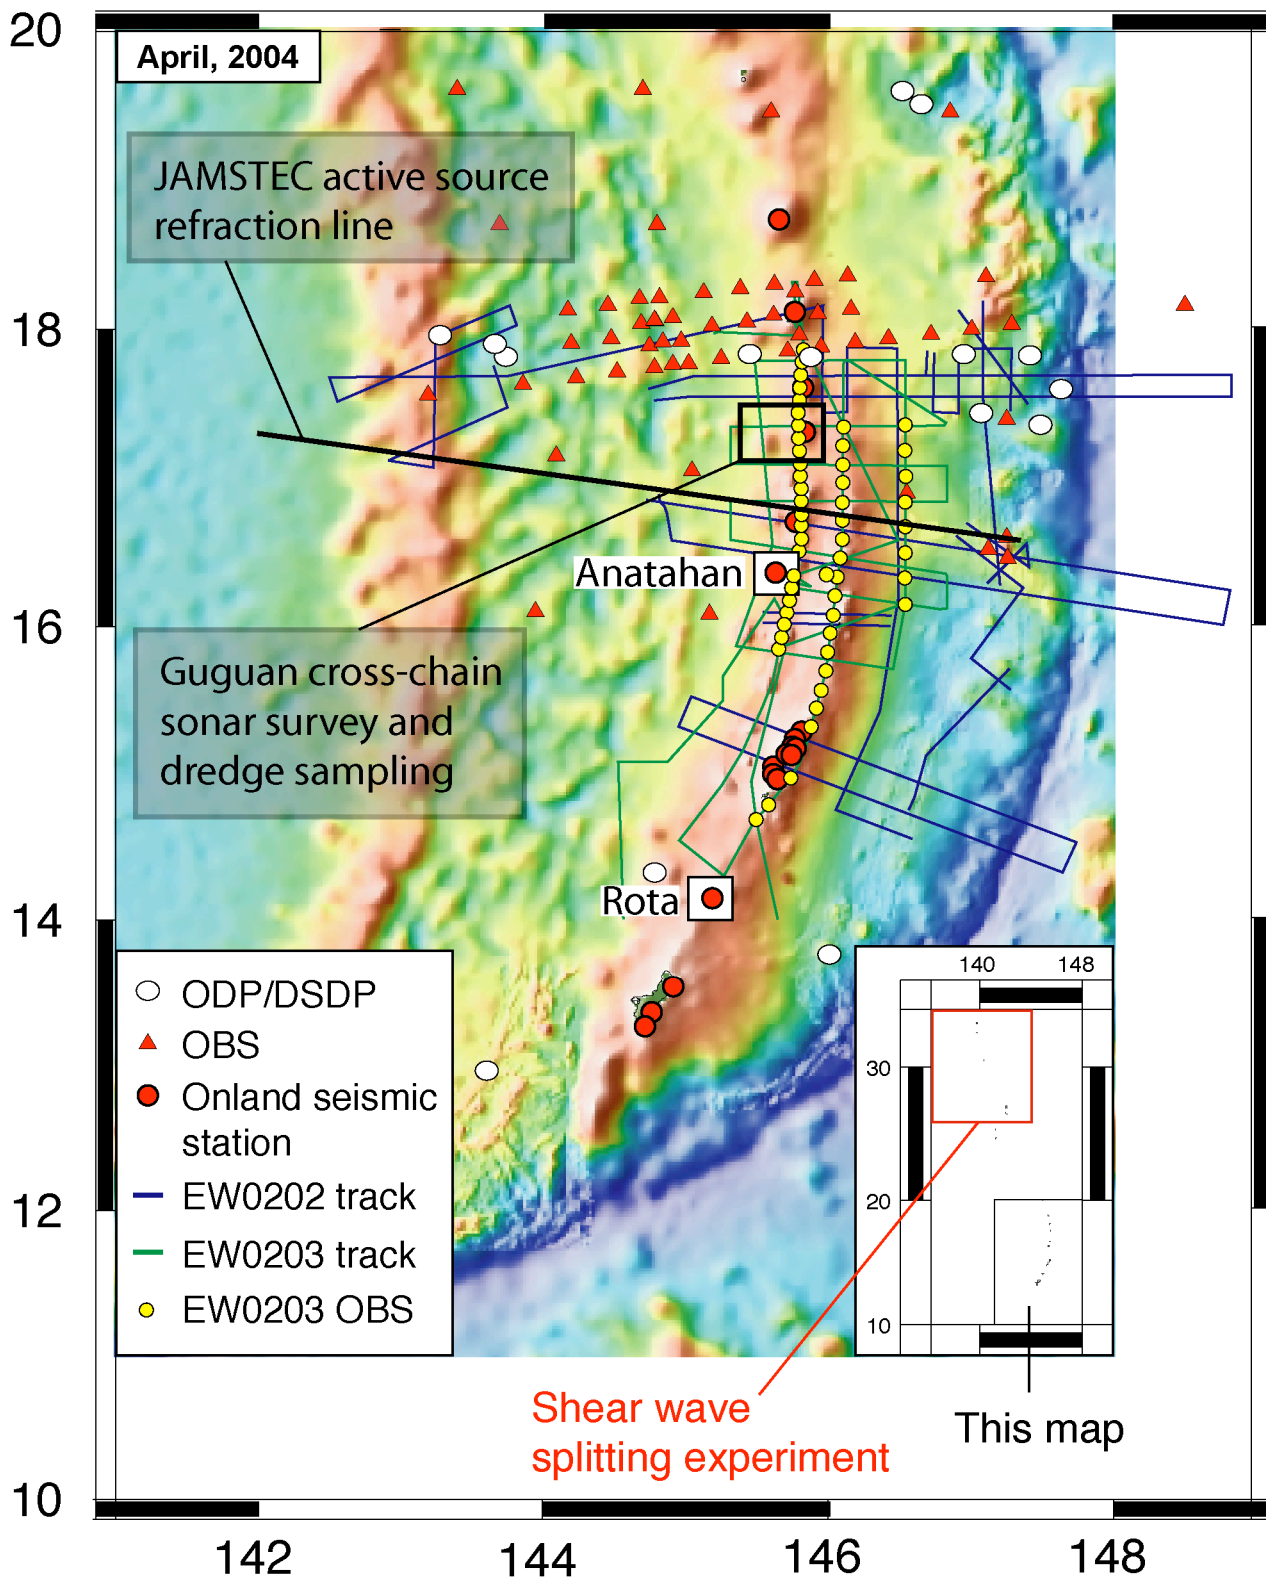 20
April, 2004
JAMSTEC active source
refraction line
18
Anatahan
16
Guguan cross-chain
sonar survey and
dredge sampling
Rota
14
ODP/DSDP
OBS
Onland seismic
station
EW0202 track
EW0203 track
EW0203 OBS
12
140 148
30
20
10
Shear wave
splitting experiment
This map
10
142 144 146 148